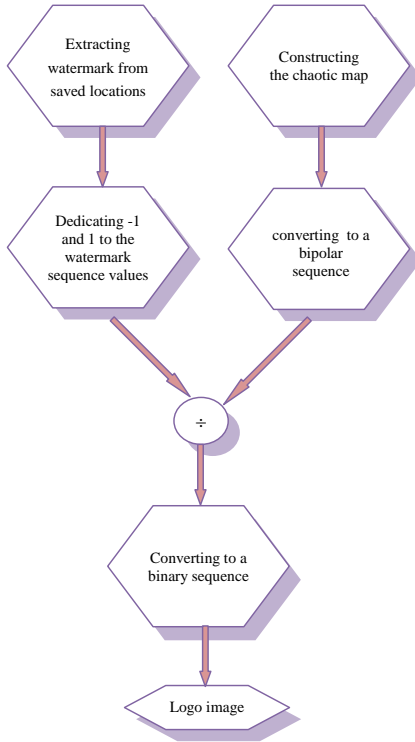 Extracting
watermark from
saved locations
Constructing
the chaotic map
Dedicating -1
and 1 to the
watermark
sequence values
converting to a
bipolar
sequence
÷
Converting to a
binary sequence
Logo image